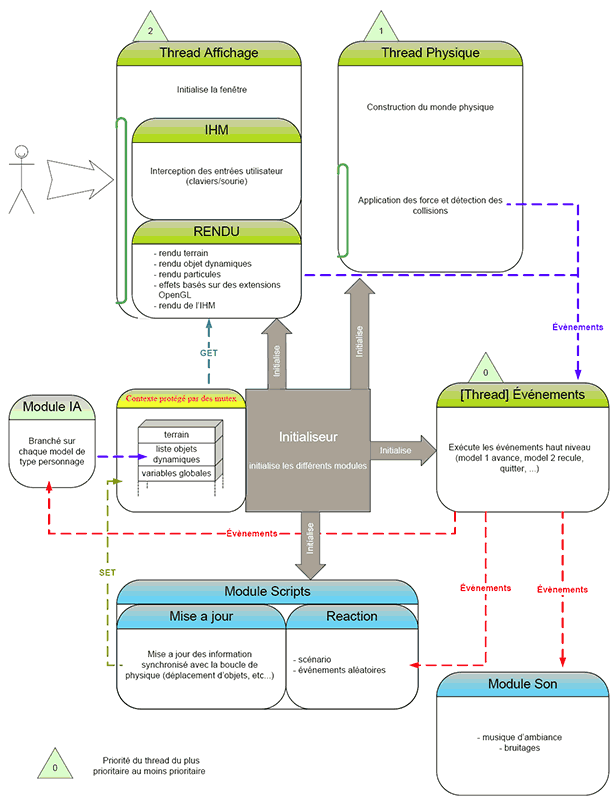 2
Thread Affichage
Initialise la fenêtre
IHM
Interception des entrées utilisateur
(claviers/sourie)
RENDU
- rendu terrain
- rendu objet dynamiques
- rendu particules
- effets basés sur des extensions
OpenGL
- rendu de l'IHM
1
Thread Physique
Construction du monde physique
Application des force et détection des
collisions
Évènements
GET
Initialise
Initialise
0
[Thread] Événements
Exécute les événements haut niveau
(model 1 avance, model 2 recule,
quitter, ...)
Module IA
Branché sur
chaque model de
type personnage
Contexte protégé par des mutex
terrain
liste objets
dynamiques
variables globales
Initialiseur
initialise les différents modules
Initialise
Évènements
Initialise
SET
Évènements
Évènements
Module Scripts
Mise a jour
Mise a jour des information
synchronisé avec la boucle de
physique (déplacement d'objets, etc...)
Reaction
- scénario
- événements aléatoires
Module Son
- musique d'ambiance
- bruitages
0
Priorité du thread du plus
prioritaire au moins prioritaire